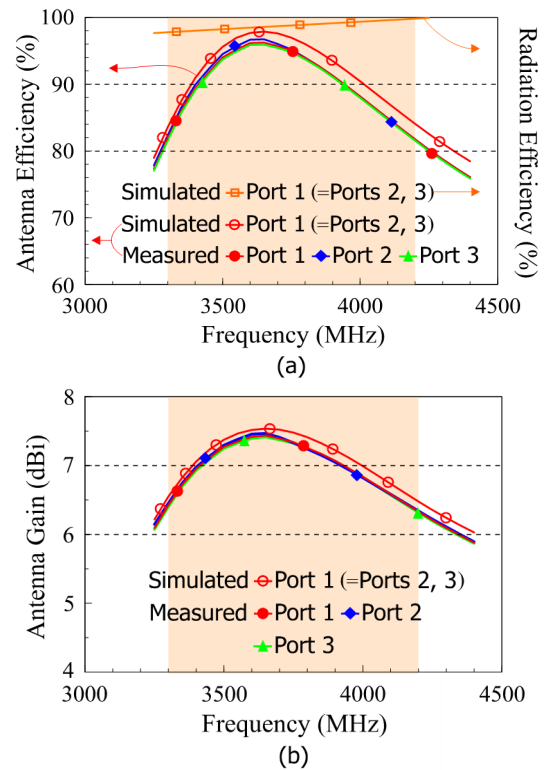 100
90
80
70
60
Antenna Efficiency (%)
Radiation Efficiency (%)
Simulated Port 1 (=Ports 2, 3)
Simulated Port 1 (=Ports 2, 3)
Measured Port 1 Port 2 Port 3
3000 3500 4000 4500
Frequency (MHz)
(a)
8
7
6
5
4
Antenna Gain (dBi)
Simulated Port 1 (=Ports 2, 3)
Measured Port 1 Port 2
Port 3
3000 3500 4000 4500
Frequency (MHz)
(b)